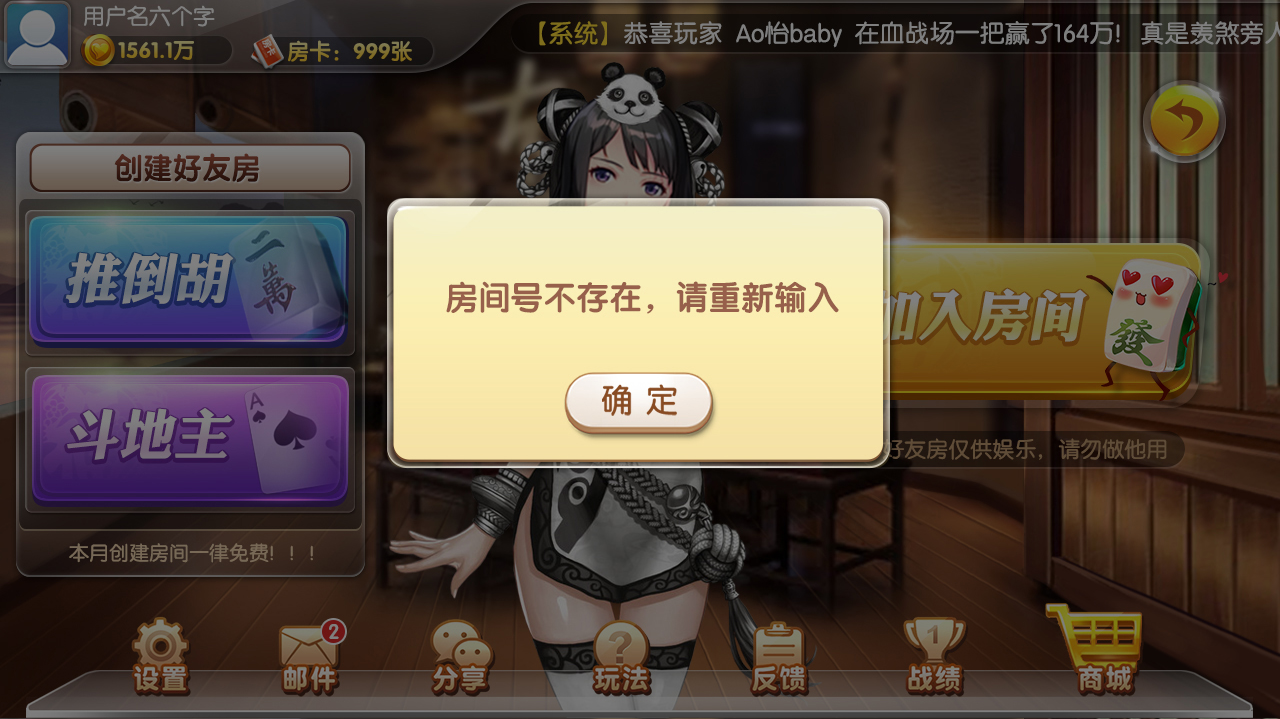 用户名六个字
1561.1万
房卡：999张
【系统】恭喜玩家 Ao怡baby 在血战场一把赢了164万！ 真是羡煞旁人
创建好友房
推倒胡
二萬
斗地主
A
本月创建房间一律免费！！！
房间号不存在，请重新输入
确定
加入房间
發
好友房仅供娱乐，请勿做他用
设置
2
邮件
分享
?
玩法
反馈
1
战绩
商城